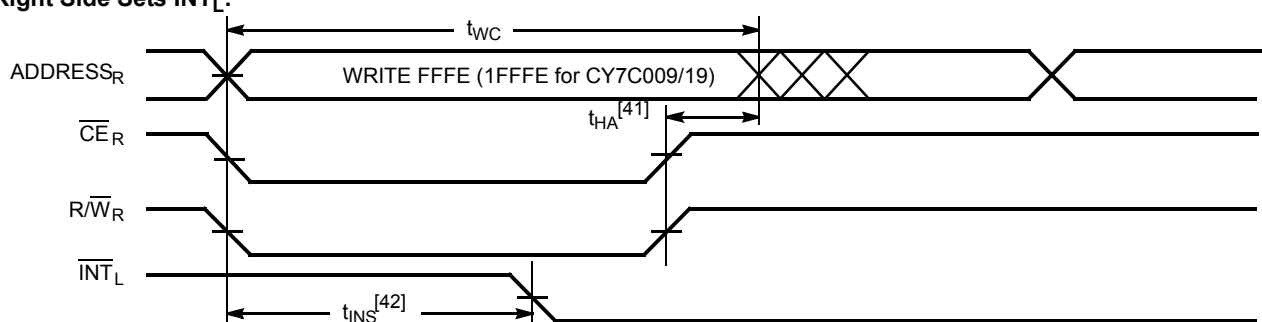 Right Side Sets INTL:
tWC
ADDRESSR
WRITE FFFE (1FFFE for CY7C009/19)
tHA[41]
CER
R/WR
INTL
tINS[42]